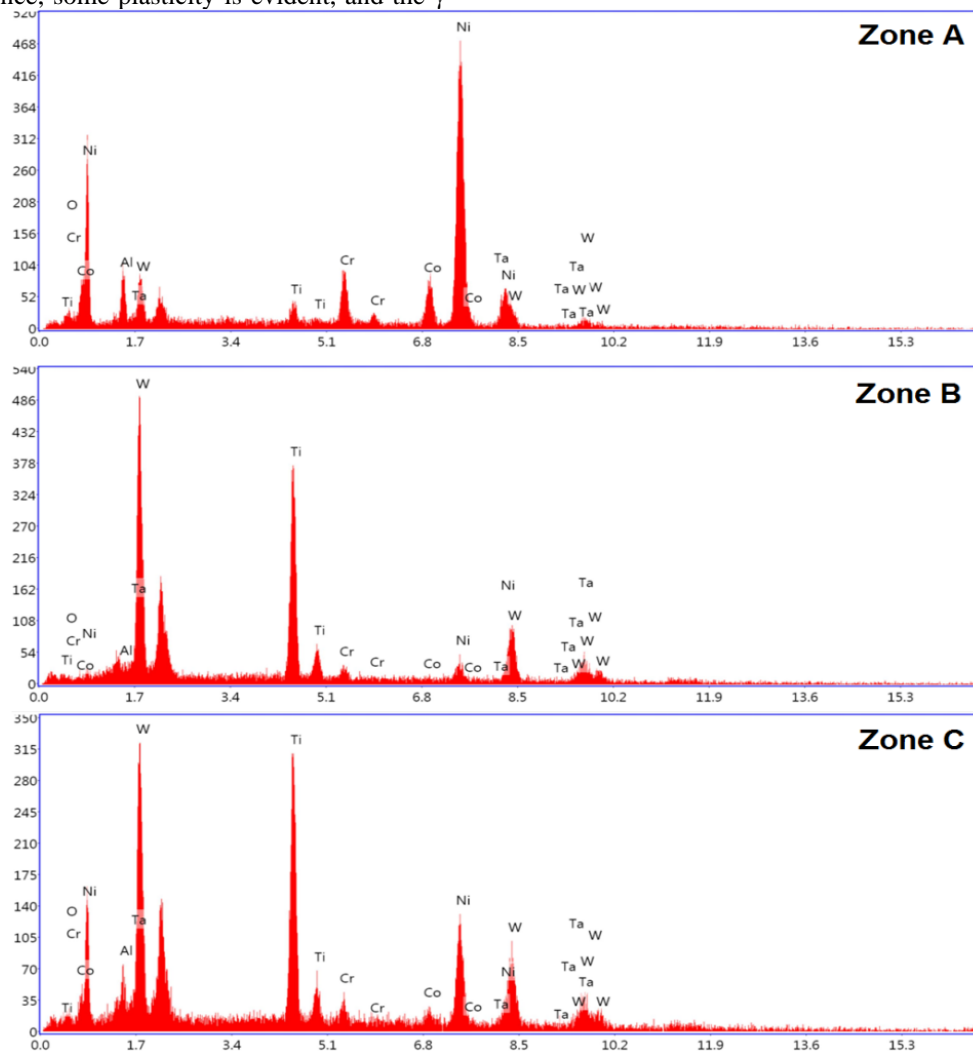 nce, some plasticity is evident, and the γ
Zone A
520
468
416
364
312
260
208
156
104
52
0
Ni
Ni
O
Cr
Co
Ti
Al
W
Ta
Ti
Ti
Cr
Cr
Co
Co
Ta
Ni
W
W
Ta
Ta W W
Ta Ta W
0.0 1.7 3.4 5.1 6.8 8.5 10.2 11.9 13.6 15.3
Zone B
540
486
432
378
324
270
216
162
108
54
0
W
Ta
O
Cr
Ni
Ti
Co
Al
Ti
Ti
Cr
Cr
Co
Ni
Co
Ni
W
Ta
Ta
Ta W
Ta W
Ta W W
0.0 1.7 3.4 5.1 6.8 8.5 10.2 11.9 13.6 15.3
Zone C
350
315
280
245
210
175
140
105
70
35
0
W
Ni
O
Cr
Co
Ti
Al
Ta
Ti
Ti
Cr
Cr
Co
Ni
Co
W
Ni
Ta
Ta W
Ta W
Ta
Ta W W
0.0 1.7 3.4 5.1 6.8 8.5 10.2 11.9 13.6 15.3